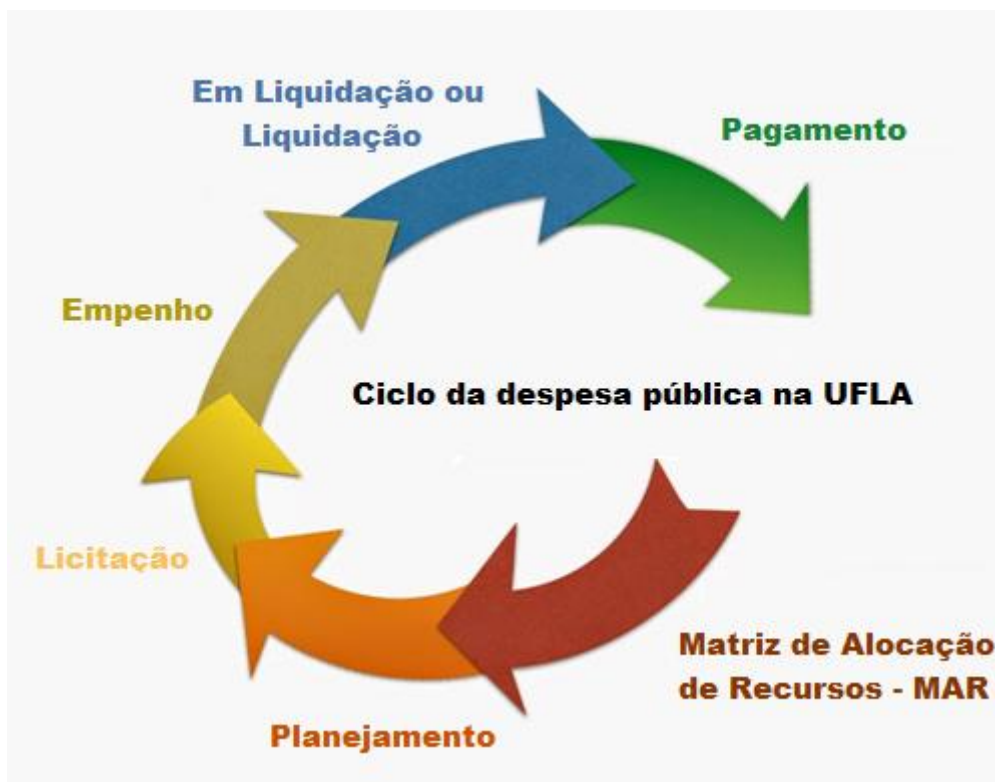 Em Liquidação ou
Liquidação
Pagamento
Empenho
Ciclo da despesa pública na UFLA
Licitação
Matriz de Alocação
de Recursos - MAR
Planejamento